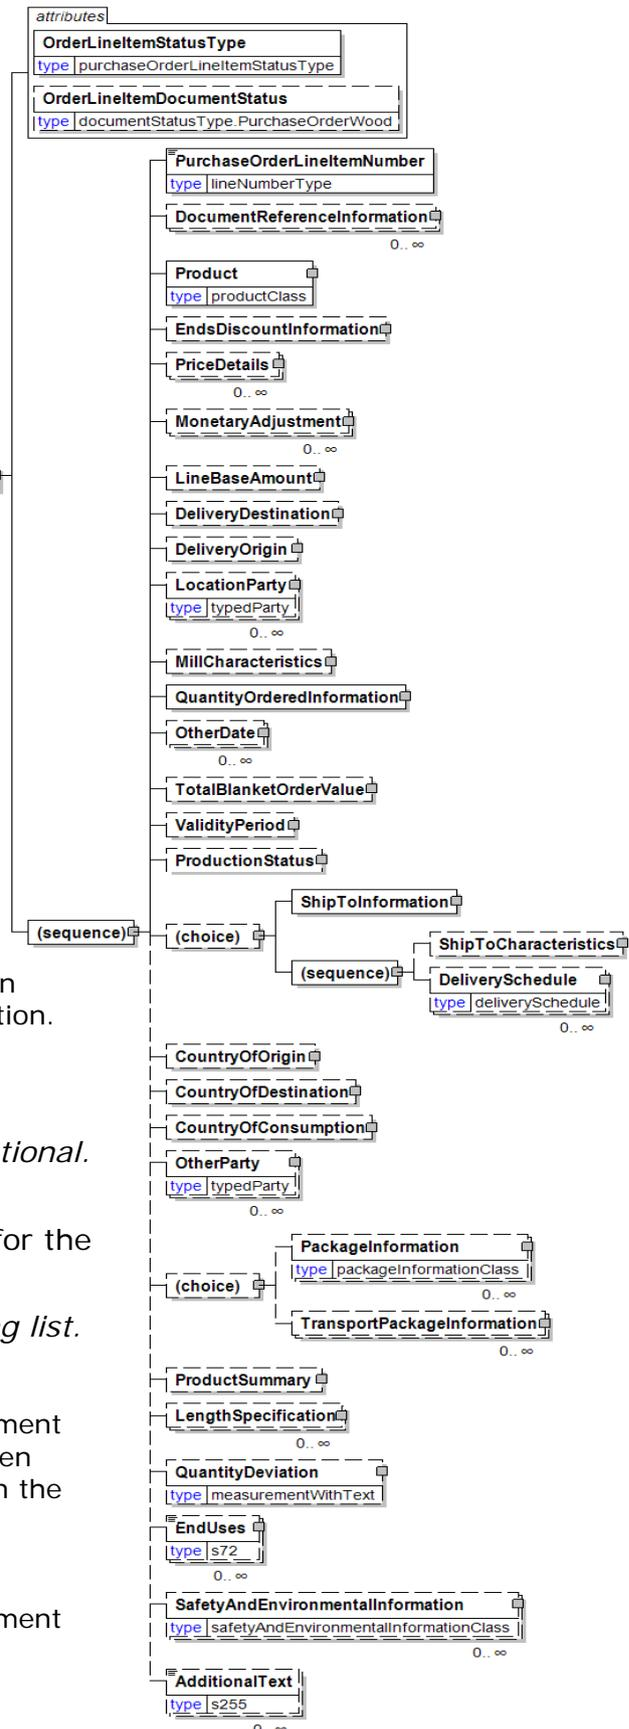 attributes
OrderLineItemStatusType
type purchaseOrderLineItemStatusType
OrderLineItemDocumentStatus
type documentStatusType.PurchaseOrderWood
PurchaseOrderLineItemNumber
type lineNumberType
DocumentReferenceInformation
0.. ∞
Product
type productClass
EndsDiscountInformation
PriceDetails
0.. ∞
MonetaryAdjustment
0.. ∞
LineBaseAmount
DeliveryDestination
DeliveryOrigin
LocationParty
type typedParty
0.. ∞
MillCharacteristics
QuantityOrderedInformation
OtherDate
0.. ∞
TotalBlanketOrderValue
ValidityPeriod
ProductionStatus
(sequence)
(choice)
ShipToInformation
(sequence)
ShipToCharacteristics
DeliverySchedule
type deliverySchedule
0.. ∞
n
tion.
CountryOfOrigin
CountryOfDestination
CountryOfConsumption
tional.
OtherParty
type typedParty
0.. ∞
for the
(choice)
PackageInformation
type packageInformationClass
0.. ∞
TransportPackageInformation
0.. ∞
g list.
ProductSummary
LengthSpecification
0.. ∞
ment
en
n the
QuantityDeviation
type measurementWithText
EndUses
type s72
0.. ∞
SafetyAndEnvironmentalInformation
type safetyAndEnvironmentalInformationClass
0.. ∞
ment
AdditionalText
type s255
0.. ∞